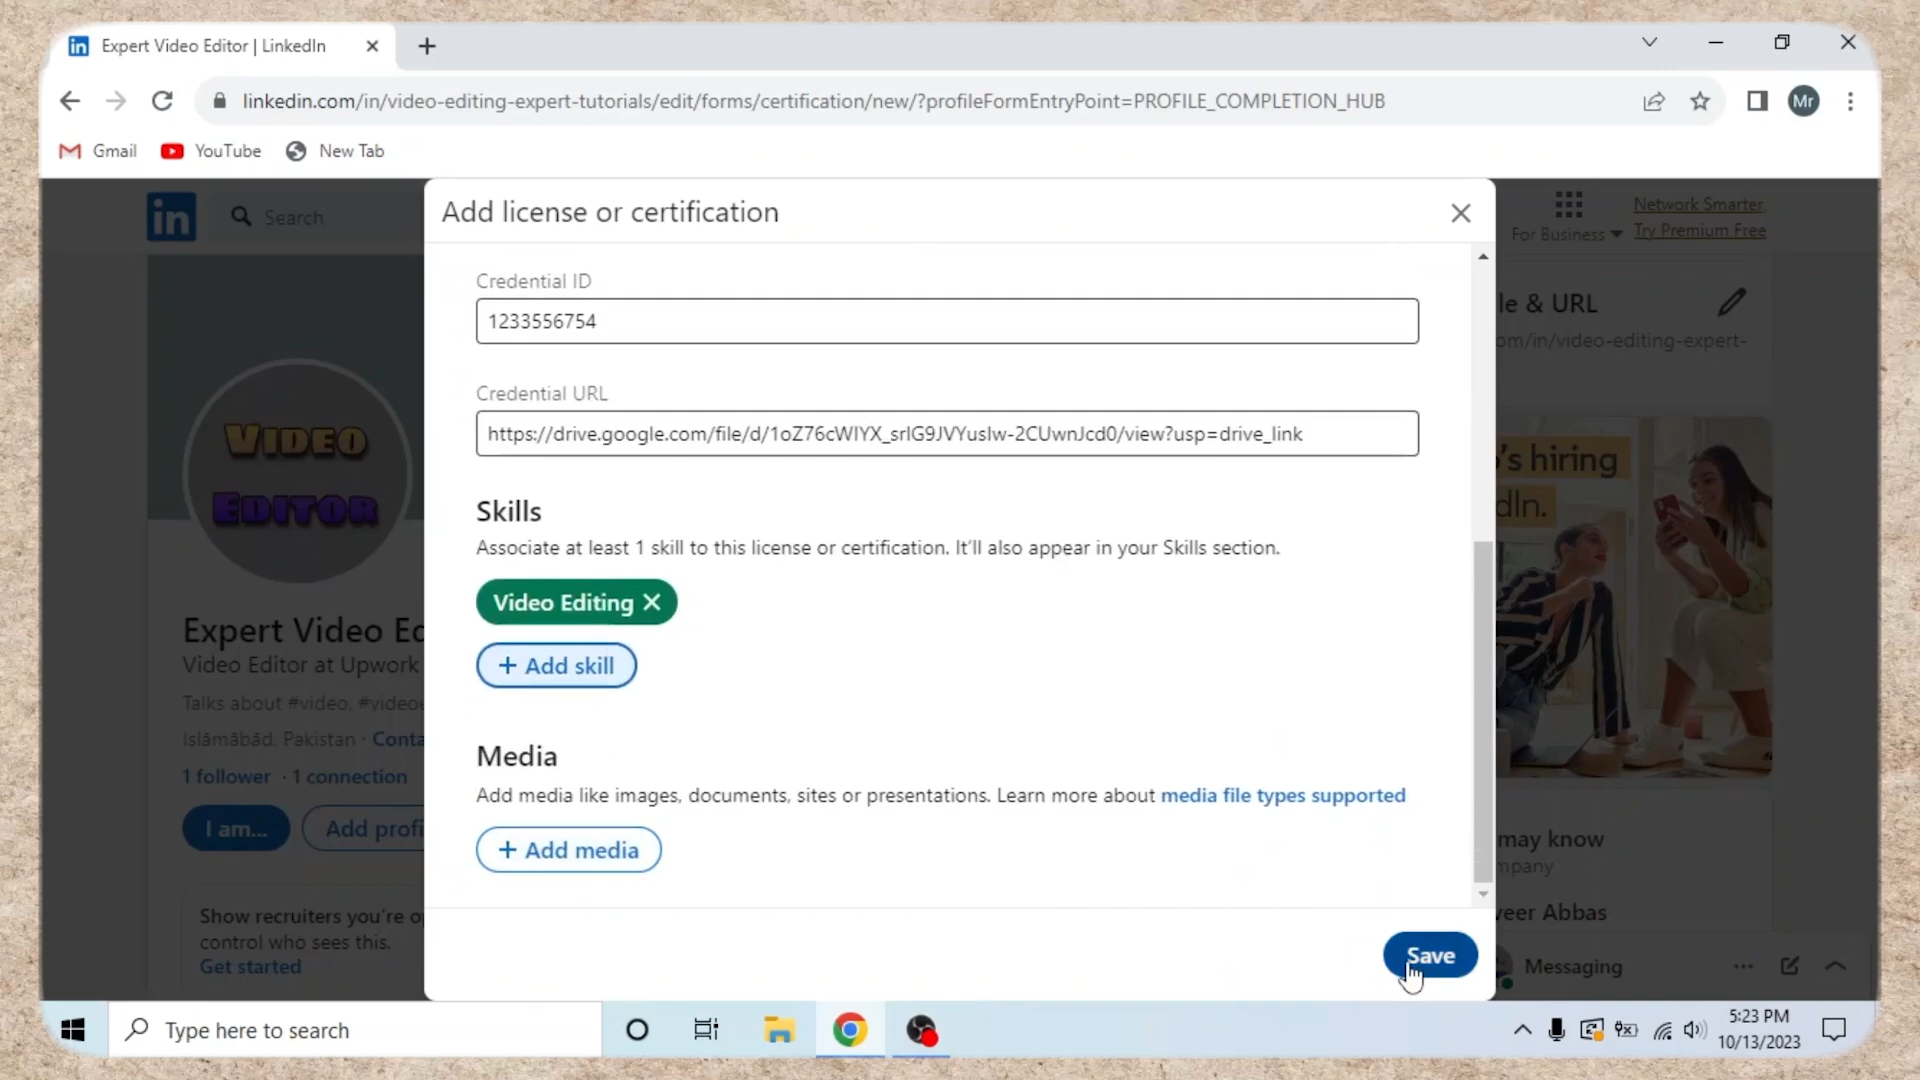 Expert Video Editor | LinkedIn
linkedin.com/in/video-editing-expert-tutorials/edit/forms/certification/new/?profileFormEntryPoint=PROFILE_COMPLETION_HUB
Mr
Gmail
YouTube
New Tab
in
Search
For Business
Network Smarter,
Try Premium Free
Add license or certification
Credential ID
1233556754
Credential URL
https://drive.google.com/file/d/1oZ76cWIYX_srIG9JVYusIw-2CUwnJcd0/view?usp=drive_link
Skills
Associate at least 1 skill to this license or certification. It'll also appear in your Skills section.
Video Editing
+ Add skill
Media
Add media like images, documents, sites or presentations. Learn more about media file types supported
+ Add media
Save
VIDEO
EDITOR
Expert Video Ed
Video Editor at Upwork
Talks about #video, #videoe
Islāmābād, Pakistan · Conta
1 follower · 1 connection
I am...
Add profi
Show recruiters you're o
control who sees this.
Get started
le & URL
om/in/video-editing-expert-
o's hiring
dIn.
may know
mpany
veer Abbas
Messaging
Type here to search
5:23 PM
10/13/2023